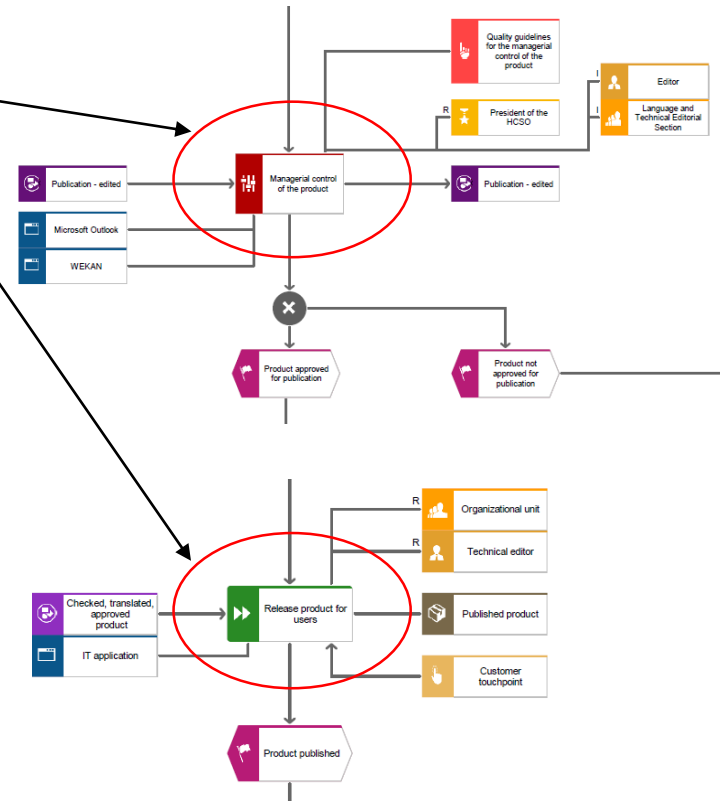 Quality guidelines
for the managerial
control of the
product
I
Editor
R
President of the
HCSO
I
Language and
Technical Editorial
Section
Publication - edited
Managerial control
of the product
Publication - edited
Microsoft Outlook
WEKAN
Product approved
for publication
Product not
approved for
publication
R
Organizational unit
R
Technical editor
Checked, translated,
approved
product
Release product for
users
Published product
IT application
Customer
touchpoint
Product published